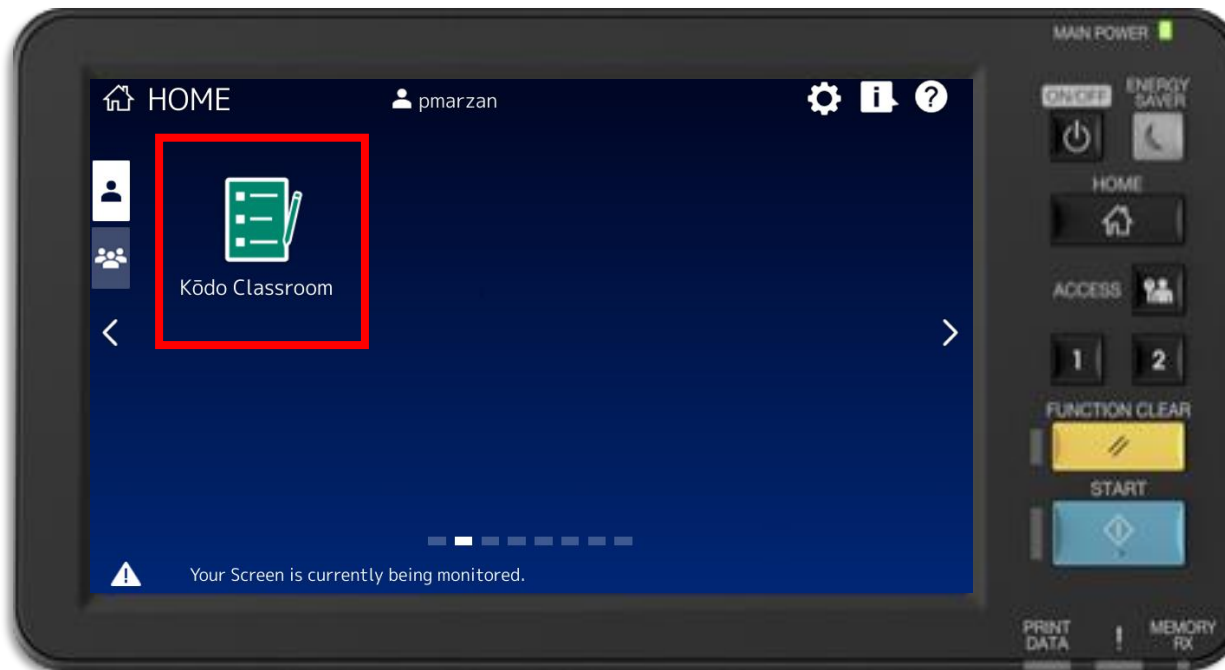 MAIN POWER
HOME
pmarzan
i
?
ON/OFF
ENERGY
SAVER
HOME
Kōdo Classroom
ACCESS
1
2
FUNCTION CLEAR
START
!
Your Screen is currently being monitored.
PRINT
DATA
!
MEMORY
RX